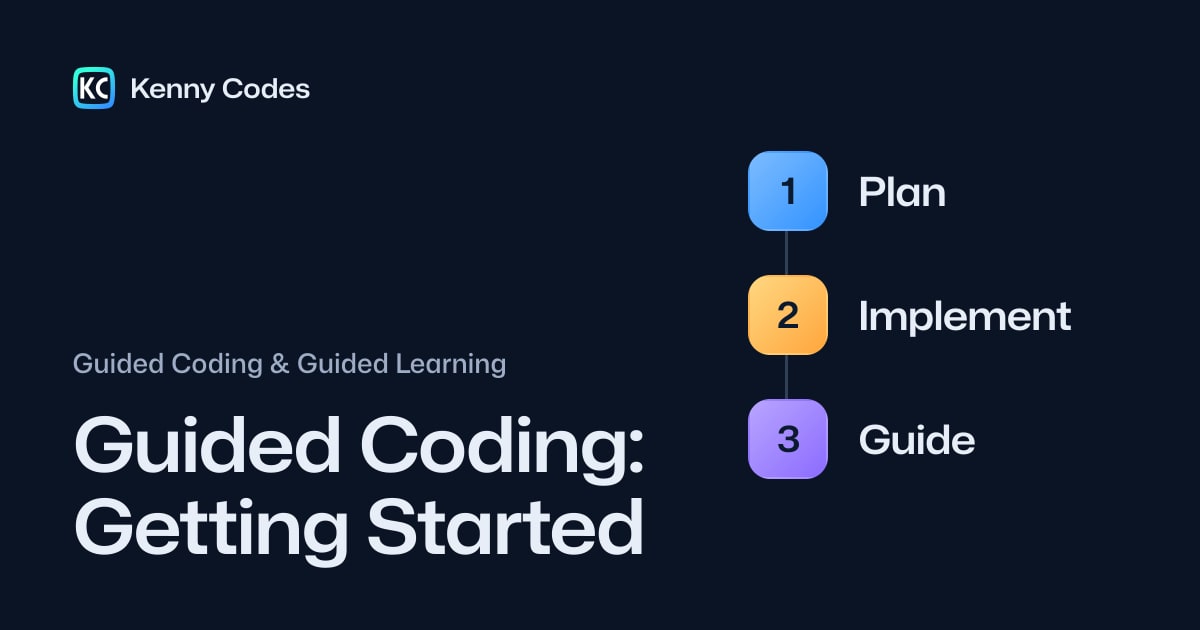 KC Kenny Codes
Guided Coding & Guided Learning
Guided Coding:
Getting Started
1 Plan
2 Implement
3 Guide